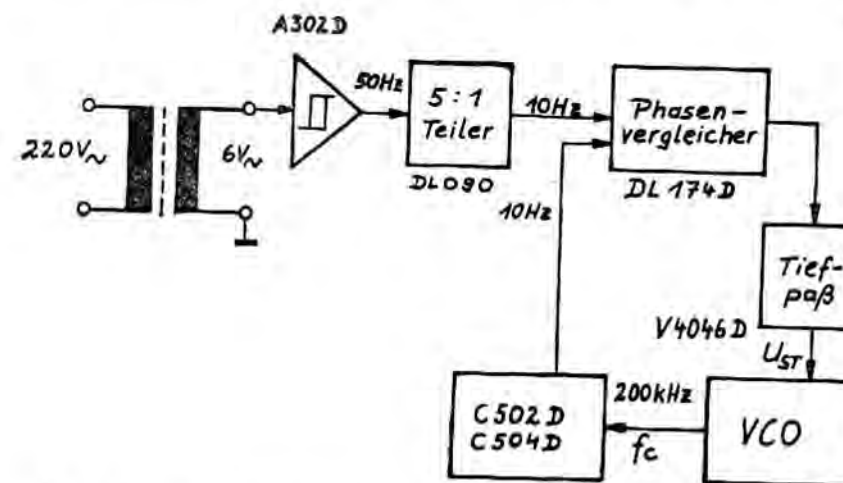 A302D
220V~
6V~
50Hz
5:1
Teiler
DL090
10Hz
Phasen-
vergleicher
DL174D
10Hz
Tief-
paß
V4046D
UST
200kHz
fc
C502D
C504D
VCO